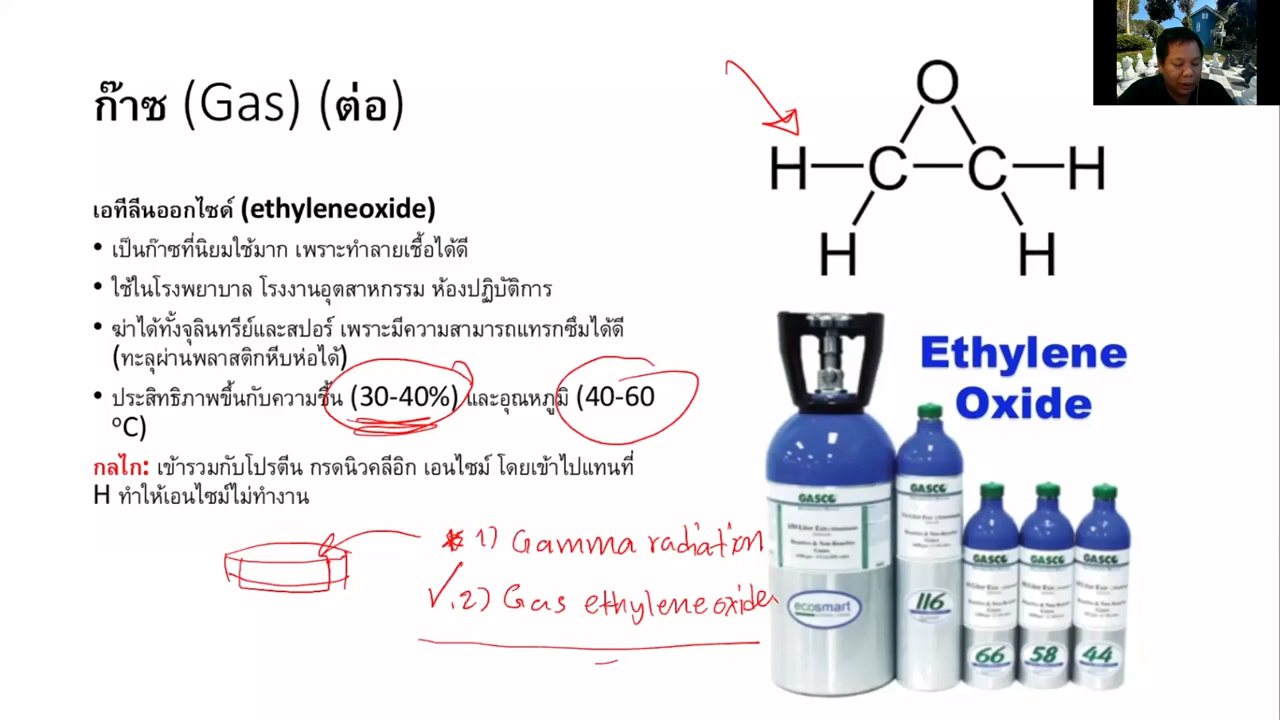 ก๊าซ (Gas) (ต่อ)
เอทีลีนออกไซด์ (ethyleneoxide)
• เป็นก๊าซที่นิยมใช้มาก เพราะทำลายเชื้อได้ดี
• ใช้ในโรงพยาบาล โรงงานอุตสาหกรรม ห้องปฏิบัติการ
• ฆ่าได้ทั้งจุลินทรีย์และสปอร์ เพราะมีความสามารถแทรกซึมได้ดี
(ทะลุผ่านพลาสติกหีบห่อได้)
• ประสิทธิภาพขึ้นกับความชื้น (30-40%) และอุณหภูมิ (40-60
°C)
กลไก: เข้ารวมกับโปรตีน กรดนิวคลีอิก เอนไซม์ โดยเข้าไปแทนที่
H ทำให้เอนไซม์ไม่ทำงาน
1) Gamma radiation
2) Gas ethyleneoxide
O
H C C H
H H
Ethylene
Oxide
GASCO
ecosmart
GASCO
116
GASCO
66
GASCO
58
GASCO
44